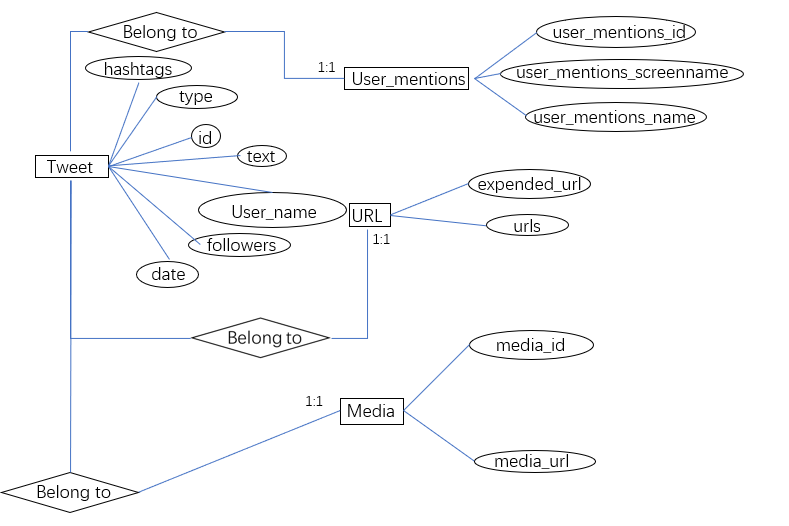 Belong to
user_mentions_id
1:1
User_mentions
user_mentions_screenname
hashtags
type
user_mentions_name
id
text
Tweet
expended_url
User_name
URL
urls
1:1
followers
date
Belong to
media_id
1:1
Media
media_url
Belong to